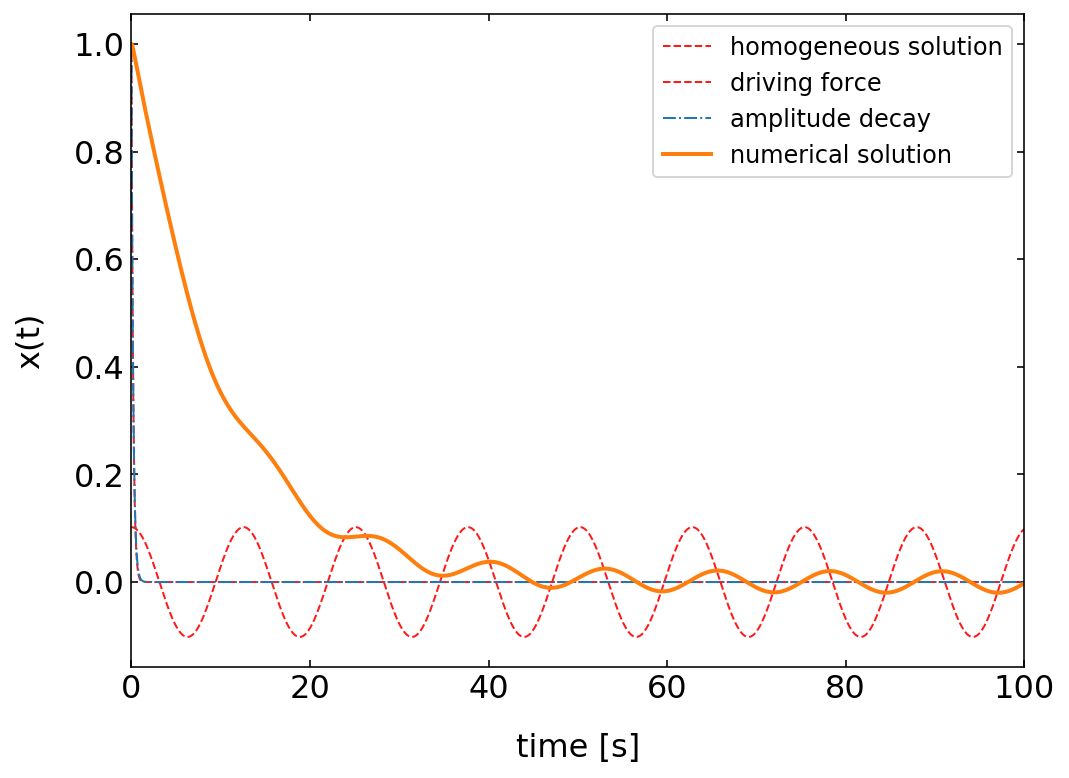 homogeneous solution
driving force
amplitude decay
numerical solution
1.0
0.8
0.6
0.4
0.2
0.0
x(t)
0 20 40 60 80 100
time [s]